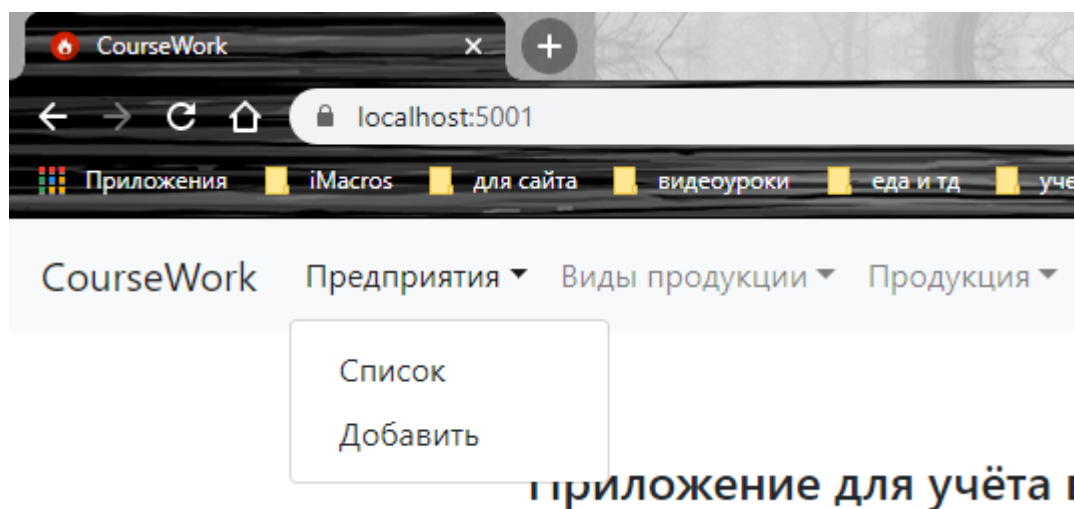 CourseWork
localhost:5001
Приложения iMacros для сайта видеоуроки еда и тд
CourseWork Предприятия Виды продукции Продукция
Список
Добавить
Приложение для учёта